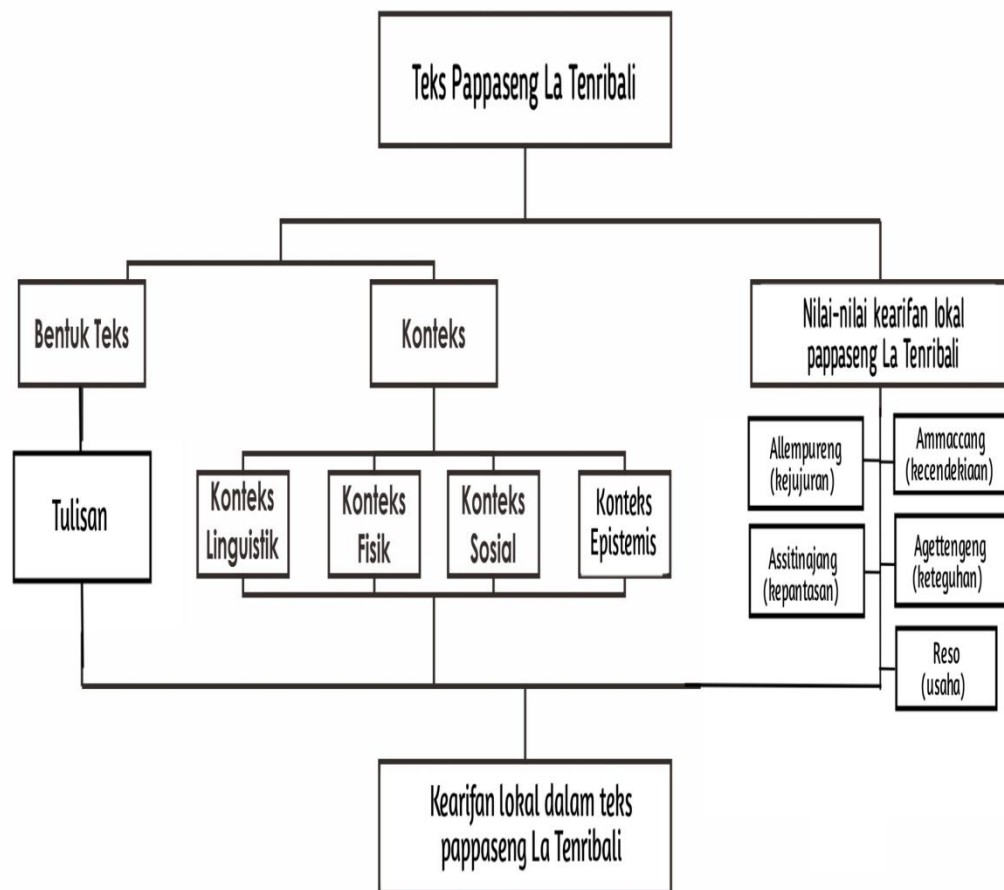 Teks Pappaseng La Tenribali
Bentuk Teks
Konteks
Nilai-nilai kearifan lokal
pappaseng La Tenribali
Tulisan
Konteks
Linguistik
Konteks
Fisik
Konteks
Sosial
Konteks
Epistemis
Allempureng
(kejujuran)
Ammaccang
(kecendekiaan)
Assitinajang
(kepantasan)
Agettengeng
(keteguhan)
Reso
(usaha)
Kearifan lokal dalam teks
pappaseng La Tenribali